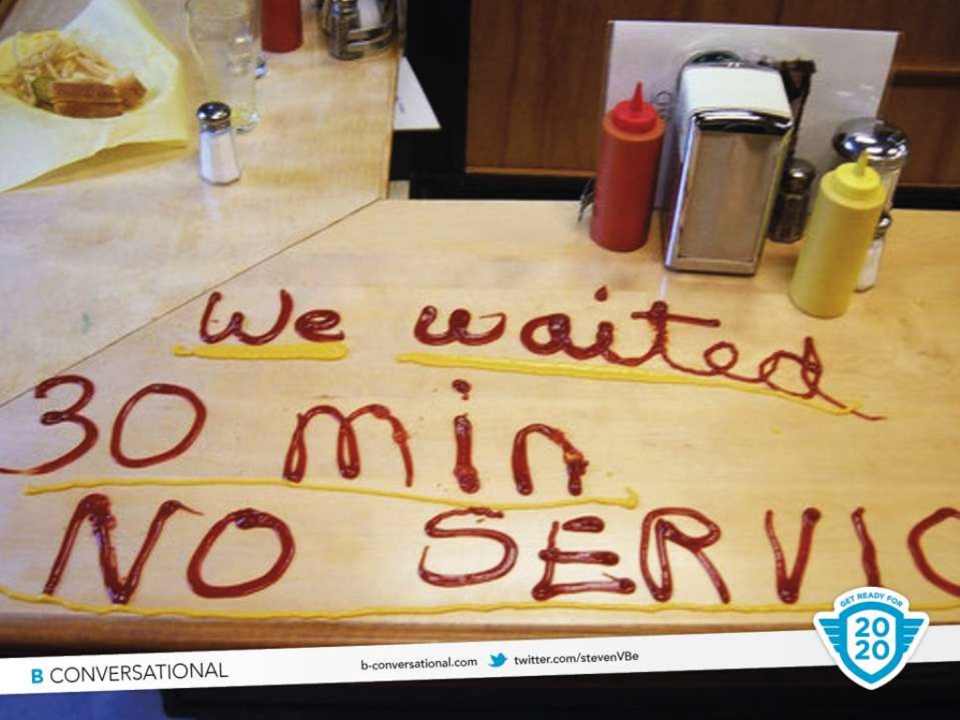 We waited
30 min
NO SERVIC
GET READY FOR
20
20
B CONVERSATIONAL
b-conversational.com
twitter.com/stevenVBe